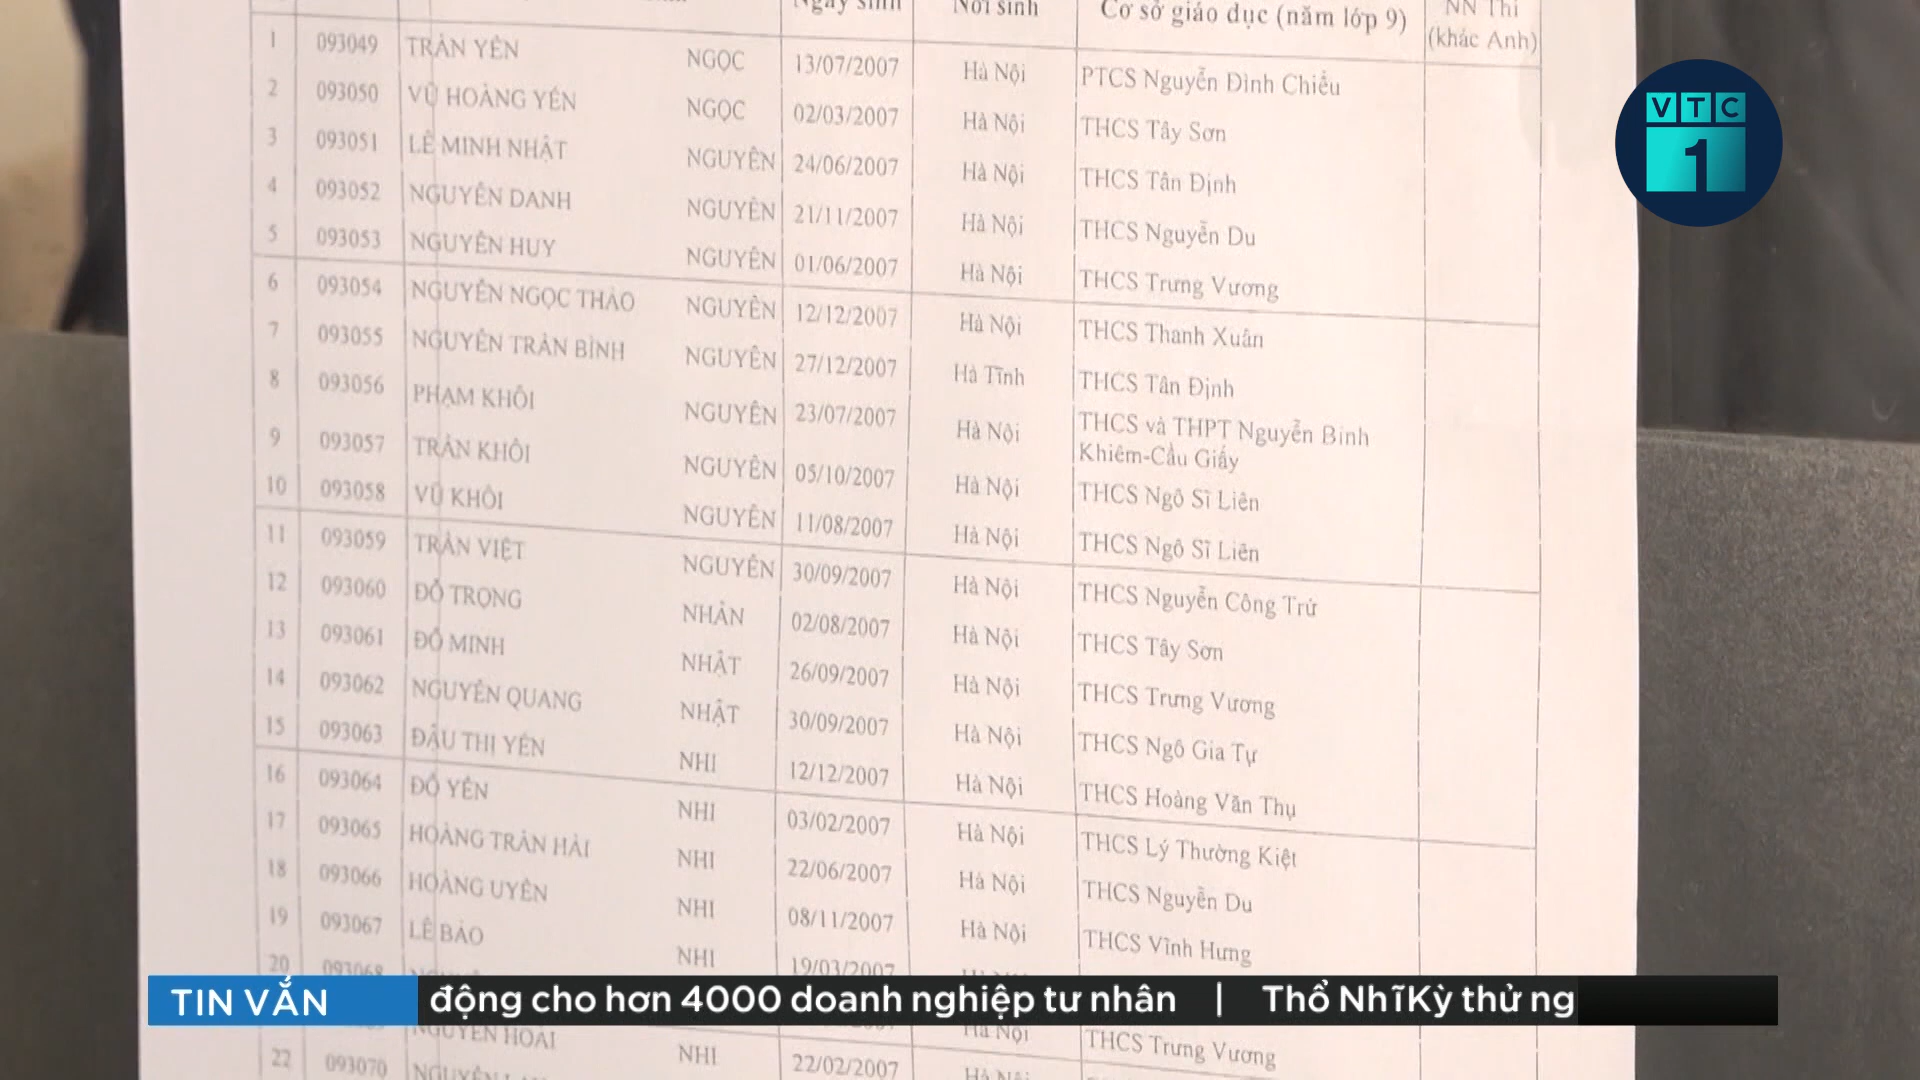 Ngày sinh Nơi sinh Cơ sở giáo dục (năm lớp 9) NN Thi
(khác Anh)
1 093049 TRẦN YẾN NGỌC 13/07/2007 Hà Nội PTCS Nguyễn Đình Chiểu
2 093050 VŨ HOÀNG YẾN NGỌC 02/03/2007 Hà Nội THCS Tây Sơn
3 093051 LÊ MINH NHẬT NGUYÊN 24/06/2007 Hà Nội THCS Tân Định
4 093052 NGUYỄN DANH NGUYÊN 21/11/2007 Hà Nội THCS Nguyễn Du
5 093053 NGUYỄN HUY NGUYÊN 01/06/2007 Hà Nội THCS Trưng Vương
6 093054 NGUYỄN NGỌC THẢO NGUYÊN 12/12/2007 Hà Nội THCS Thanh Xuân
7 093055 NGUYỄN TRẦN BÌNH NGUYÊN 27/12/2007 Hà Tĩnh THCS Tân Định
8 093056 PHẠM KHÔI NGUYÊN 23/07/2007 Hà Nội THCS và THPT Nguyễn Bỉnh
Khiêm-Cầu Giấy
9 093057 TRẦN KHÔI NGUYÊN 05/10/2007 Hà Nội THCS Ngô Sĩ Liên
10 093058 VŨ KHÔI NGUYÊN 11/08/2007 Hà Nội THCS Ngô Sĩ Liên
11 093059 TRẦN VIỆT NGUYÊN 30/09/2007 Hà Nội THCS Nguyễn Công Trứ
12 093060 ĐỖ TRỌNG NHÂN 02/08/2007 Hà Nội THCS Tây Sơn
13 093061 ĐỖ MINH NHẬT 26/09/2007 Hà Nội THCS Trưng Vương
14 093062 NGUYỄN QUANG NHẬT 30/09/2007 Hà Nội THCS Ngô Gia Tự
15 093063 ĐẬU THỊ YẾN NHI 12/12/2007 Hà Nội THCS Hoàng Văn Thụ
16 093064 ĐỖ YẾN NHI 03/02/2007 Hà Nội THCS Lý Thường Kiệt
17 093065 HOÀNG TRẦN HẢI NHI 22/06/2007 Hà Nội THCS Nguyễn Du
18 093066 HOÀNG UYÊN NHI 08/11/2007 Hà Nội THCS Vĩnh Hưng
19 093067 LÊ BẢO NHI 19/03/2007
20 093068
NGUYỄN HOÀI Hà Nội THCS Trưng Vương
22 093070 NHI 22/02/2007 Hà Nội
VTC
1
TIN VẮN động cho hơn 4000 doanh nghiệp tư nhân | Thổ NhĩKỳ thử ng